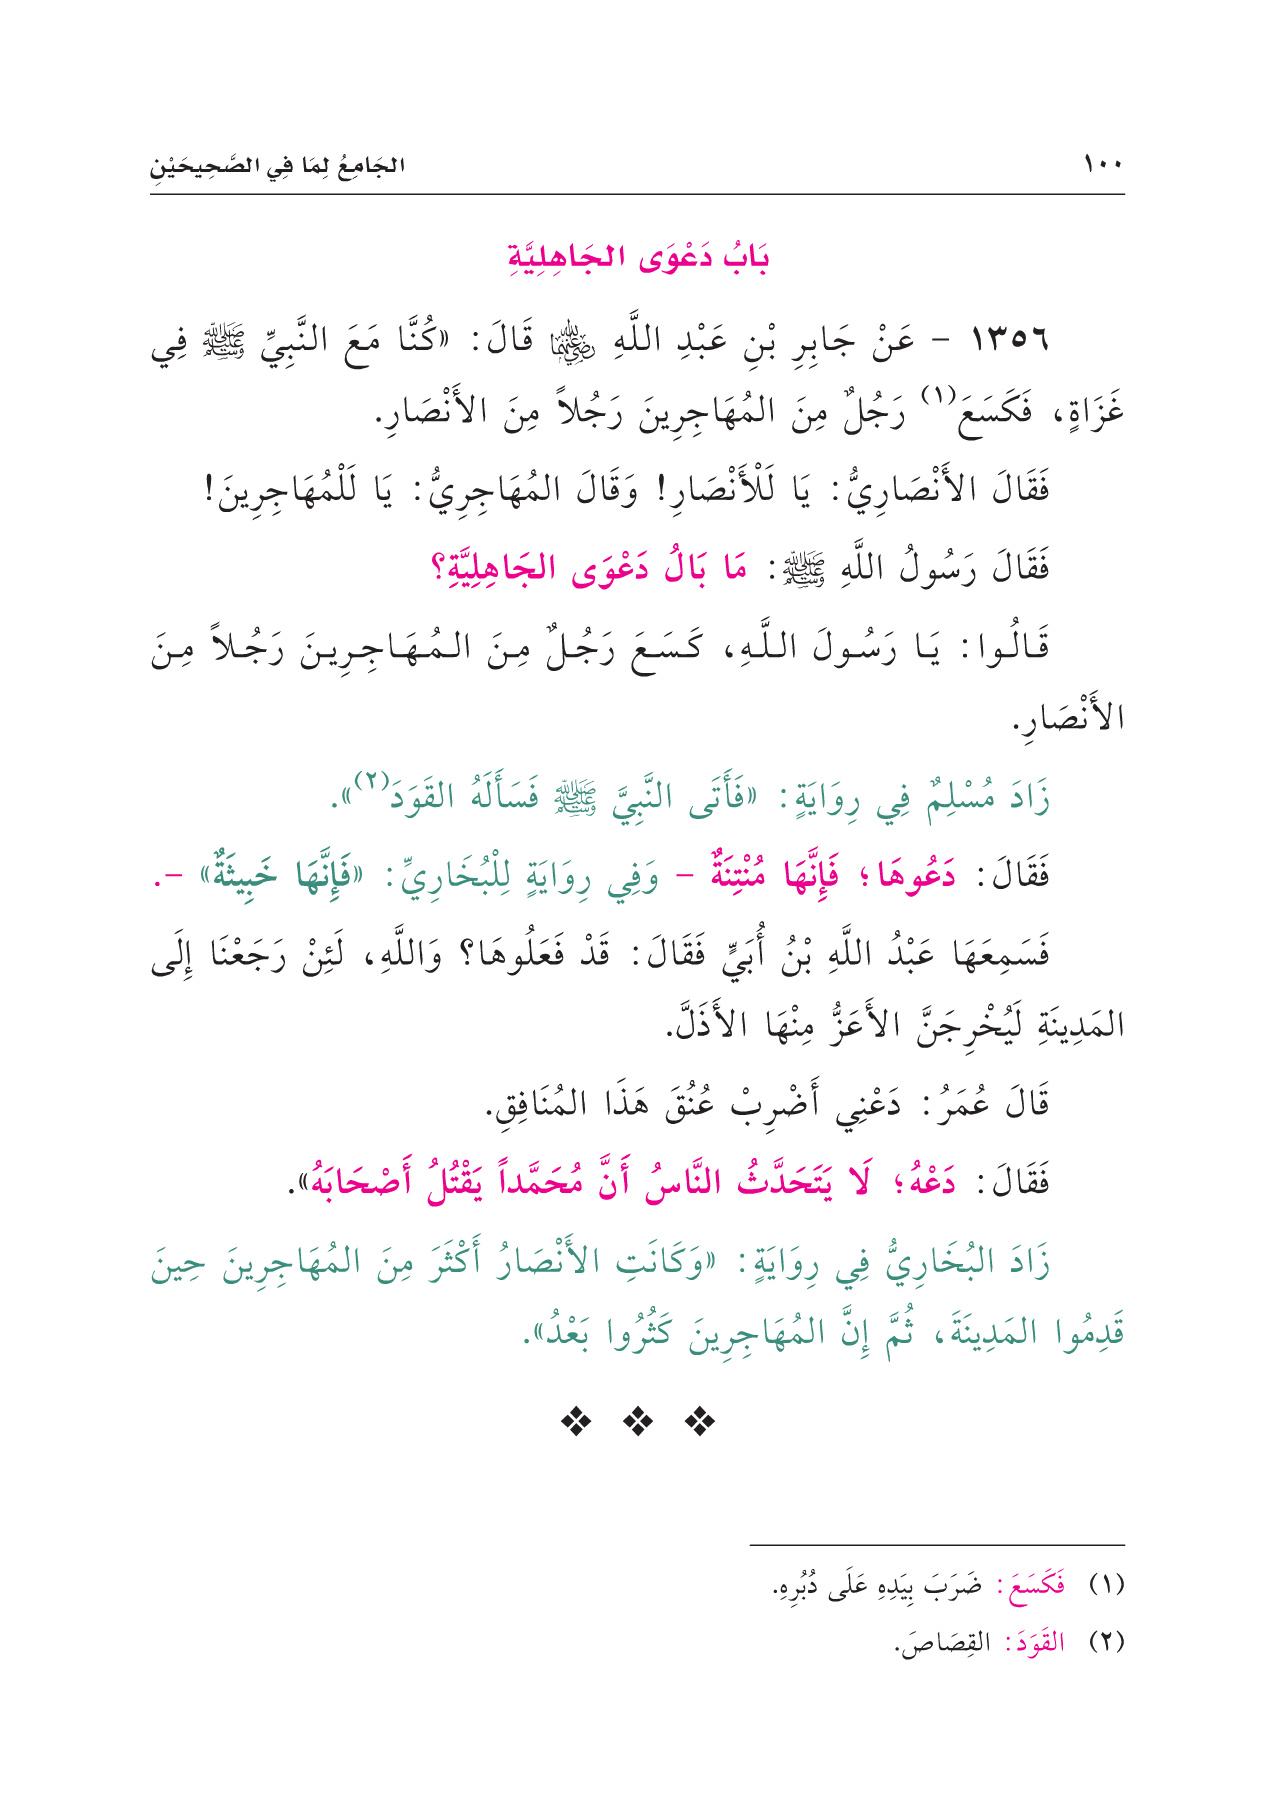 ١٠٠ الجَامِعُ لِمَا فِي الصَّحِيحَيْنِ
بَابُ دَعْوَى الجَاهِلِيَّةِ
١٣٥٦ - عَنْ جَابِرِ بْنِ عَبْدِ اللَّهِ رضي الله عنهما قَالَ: «كُنَّا مَعَ النَّبِيِّ ﷺ فِي
غَزَاةٍ، فَكَسَعَ(١) رَجُلٌ مِنَ المُهَاجِرِينَ رَجُلاً مِنَ الأَنْصَارِ.
فَقَالَ الأَنْصَارِيُّ: يَا لَلْأَنْصَارِ! وَقَالَ المُهَاجِرِيُّ: يَا لَلْمُهَاجِرِينَ!
فَقَالَ رَسُولُ اللَّهِ ﷺ: مَا بَالُ دَعْوَى الجَاهِلِيَّةِ؟
قَالُوا: يَا رَسُولَ اللَّهِ، كَسَعَ رَجُلٌ مِنَ المُهَاجِرِينَ رَجُلاً مِنَ
الأَنْصَارِ.
زَادَ مُسْلِمٌ فِي رِوَايَةٍ: «فَأَتَى النَّبِيَّ ﷺ فَسَأَلَهُ القَوَدَ(٢)».
فَقَالَ: دَعُوهَا؛ فَإِنَّهَا مُنْتِنَةٌ - وَفِي رِوَايَةٍ لِلْبُخَارِيِّ: «فَإِنَّهَا خَبِيثَةٌ» -.
فَسَمِعَهَا عَبْدُ اللَّهِ بْنُ أُبَيٍّ فَقَالَ: قَدْ فَعَلُوهَا؟ وَاللَّهِ، لَئِنْ رَجَعْنَا إِلَى
المَدِينَةِ لَيُخْرِجَنَّ الأَعَزُّ مِنْهَا الأَذَلَّ.
قَالَ عُمَرُ: دَعْنِي أَضْرِبْ عُنُقَ هَذَا المُنَافِقِ.
فَقَالَ: دَعْهُ؛ لَا يَتَحَدَّثُ النَّاسُ أَنَّ مُحَمَّداً يَقْتُلُ أَصْحَابَهُ».
زَادَ البُخَارِيُّ فِي رِوَايَةٍ: «وَكَانَتِ الأَنْصَارُ أَكْثَرَ مِنَ المُهَاجِرِينَ حِينَ
قَدِمُوا المَدِينَةَ، ثُمَّ إِنَّ المُهَاجِرِينَ كَثُرُوا بَعْدُ».
(١) فَكَسَعَ: ضَرَبَ بِيَدِهِ عَلَى دُبُرِهِ.
(٢) القَوَدَ: القِصَاصَ.